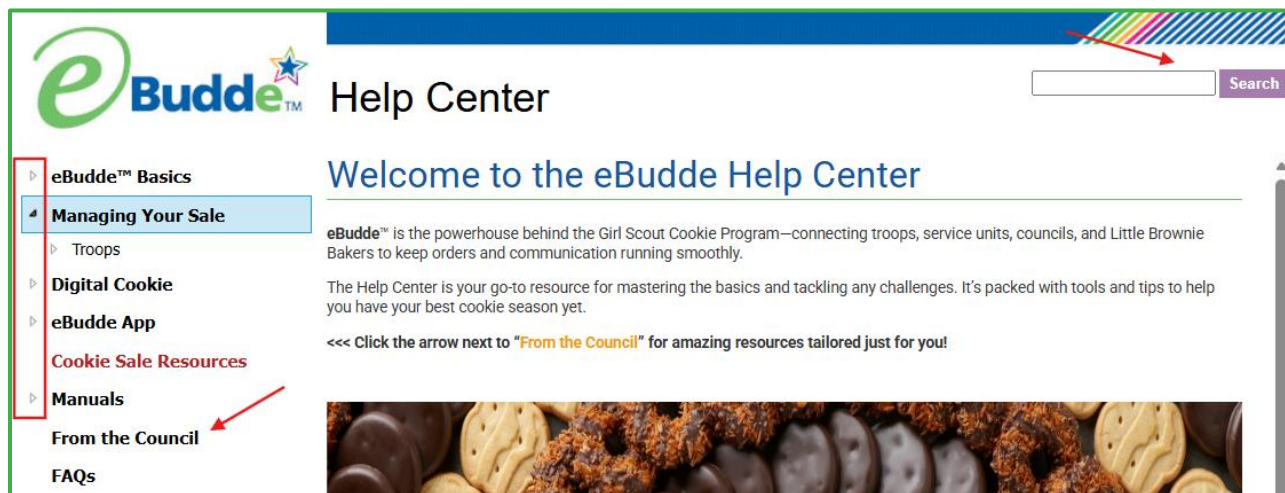 eBudde™
Help Center
Search
eBudde™ Basics
Managing Your Sale
Troops
Digital Cookie
eBudde App
Cookie Sale Resources
Manuals
From the Council
FAQs
Welcome to the eBudde Help Center
eBudde™ is the powerhouse behind the Girl Scout Cookie Program—connecting troops, service units, councils, and Little Brownie
Bakers to keep orders and communication running smoothly.
The Help Center is your go-to resource for mastering the basics and tackling any challenges. It's packed with tools and tips to help
you have your best cookie season yet.
<<< Click the arrow next to “From the Council” for amazing resources tailored just for you!